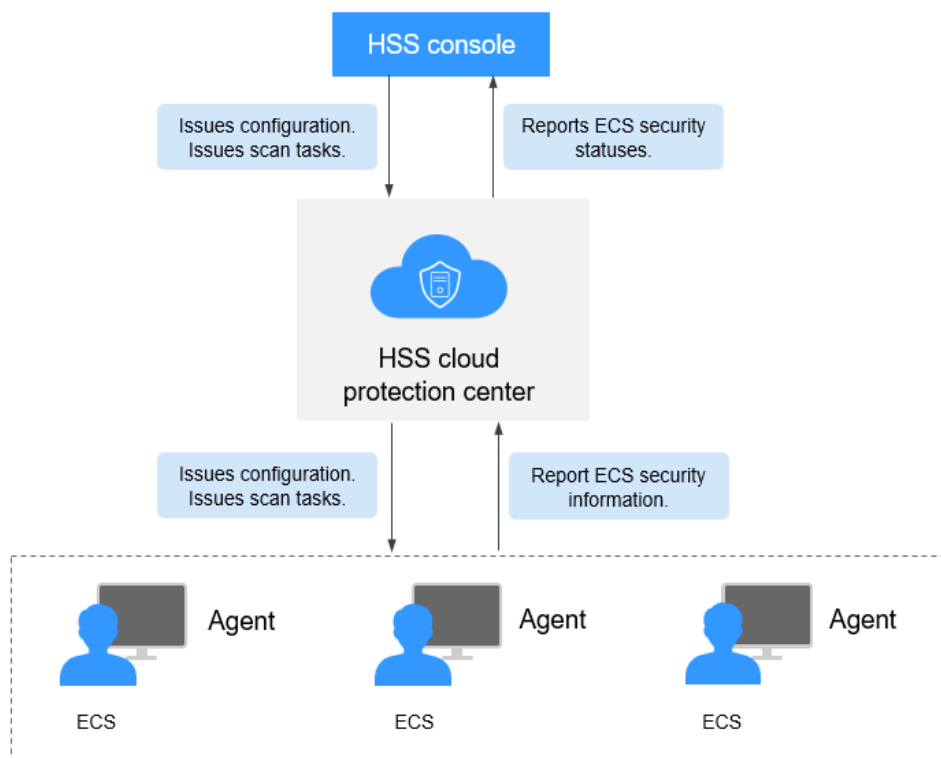 HSS console
Issues configuration.
Issues scan tasks.
Reports ECS security
statuses.
HSS cloud
protection center
Issues configuration.
Issues scan tasks.
Report ECS security
information.
Agent
Agent
Agent
ECS
ECS
ECS